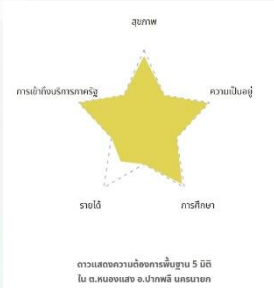 สุขภาพ
การเข้าถึงบริการภาครัฐ
ความเป็นอยู่
รายได้
การศึกษา
ดาวแสดงความต้องการพื้นฐาน 5 มิติ
ใน ต.หนองแสง อ.ปากพลี นครนายก